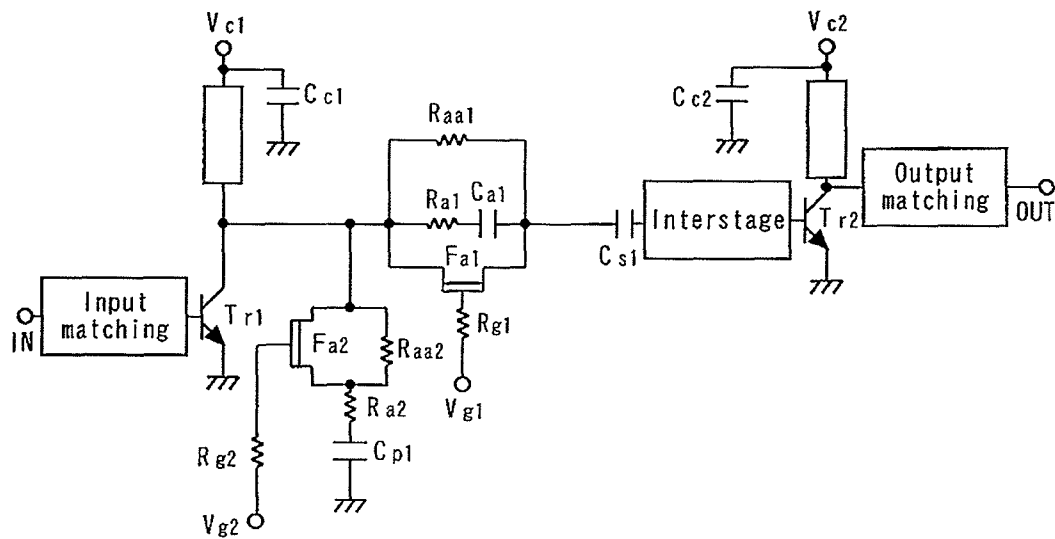 Vc1
Cc1
Vc2
Cc2
Raa1
Ra1
Ca1
Fa1
Cs1
Interstage
Tr2
Output
matching
OUT
Input
matching
IN
Tr1
Fa2
Raa2
Rg1
Vg1
Ra2
Cp1
Rg2
Vg2